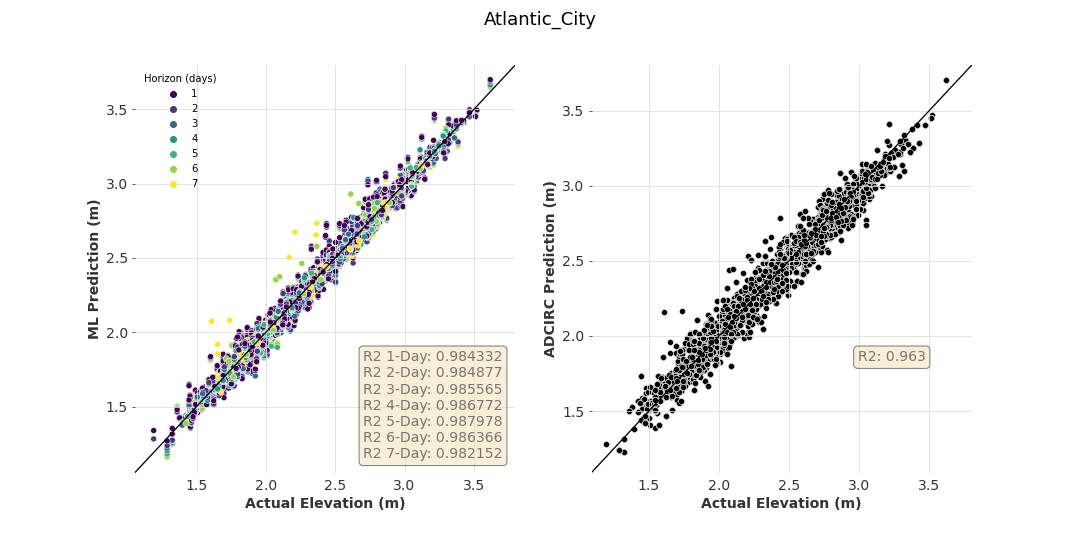 Atlantic_City
Horizon (days)
1
2
3
4
5
6
7
3.5
3.0
2.5
2.0
1.5
ML Prediction (m)
R2 1-Day: 0.984332
R2 2-Day: 0.984877
R2 3-Day: 0.985565
R2 4-Day: 0.986772
R2 5-Day: 0.987978
R2 6-Day: 0.986366
R2 7-Day: 0.982152
1.5 2.0 2.5 3.0 3.5
Actual Elevation (m)
3.5
3.0
2.5
2.0
1.5
ADCIRC Prediction (m)
R2: 0.963
1.5 2.0 2.5 3.0 3.5
Actual Elevation (m)